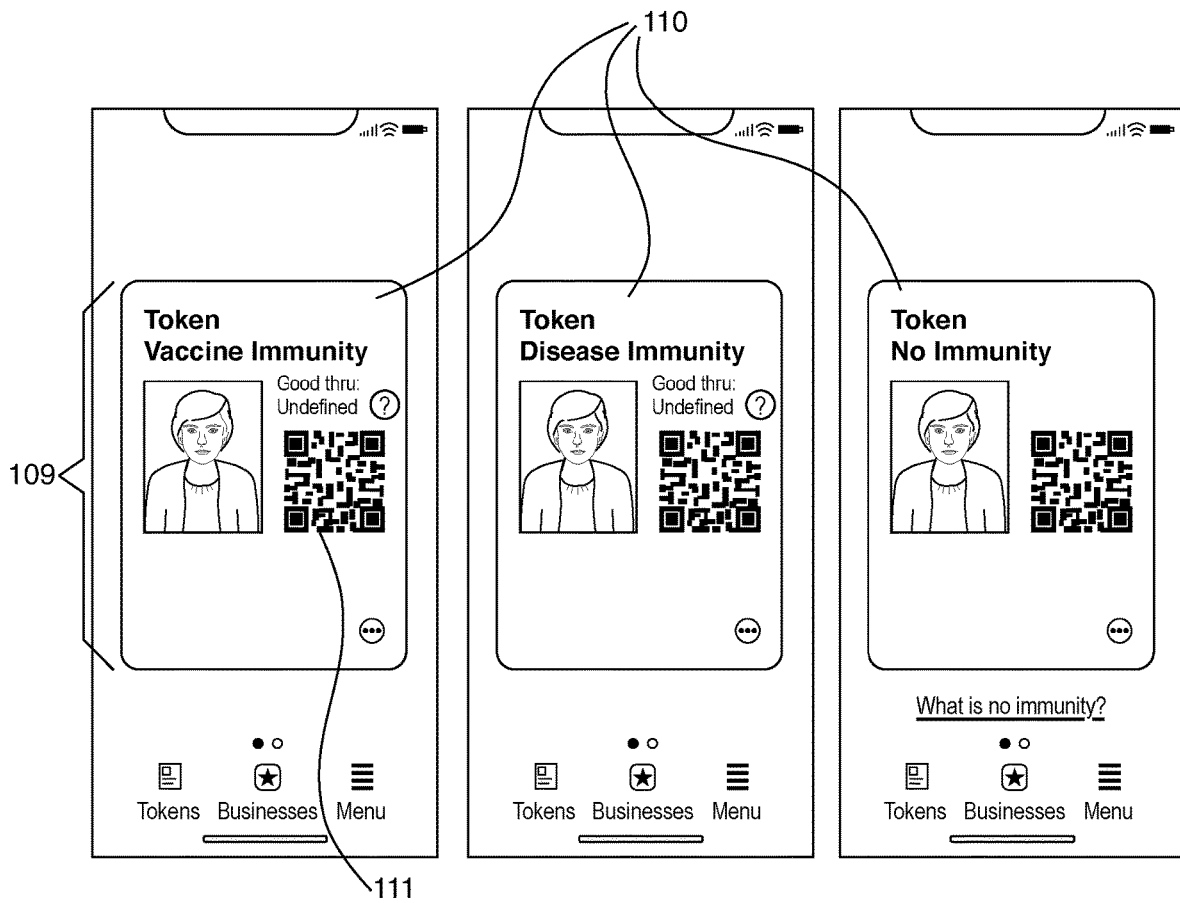 110
109
Token
Vaccine Immunity
Good thru:
Undefined ?
Tokens Businesses Menu
111
Token
Disease Immunity
Good thru:
Undefined ?
Tokens Businesses Menu
Token
No Immunity
What is no immunity?
Tokens Businesses Menu